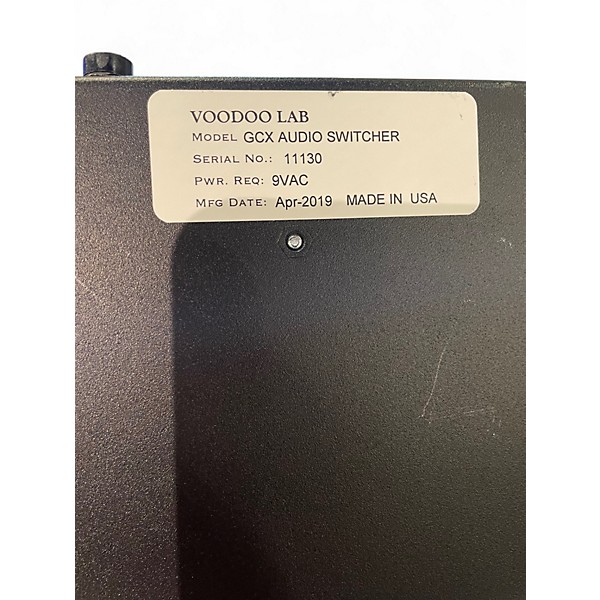 VOODOO LAB
MODEL GCX AUDIO SWITCHER
SERIAL NO.: 11130
PWR. REQ: 9VAC
MFG DATE: Apr-2019 MADE IN USA